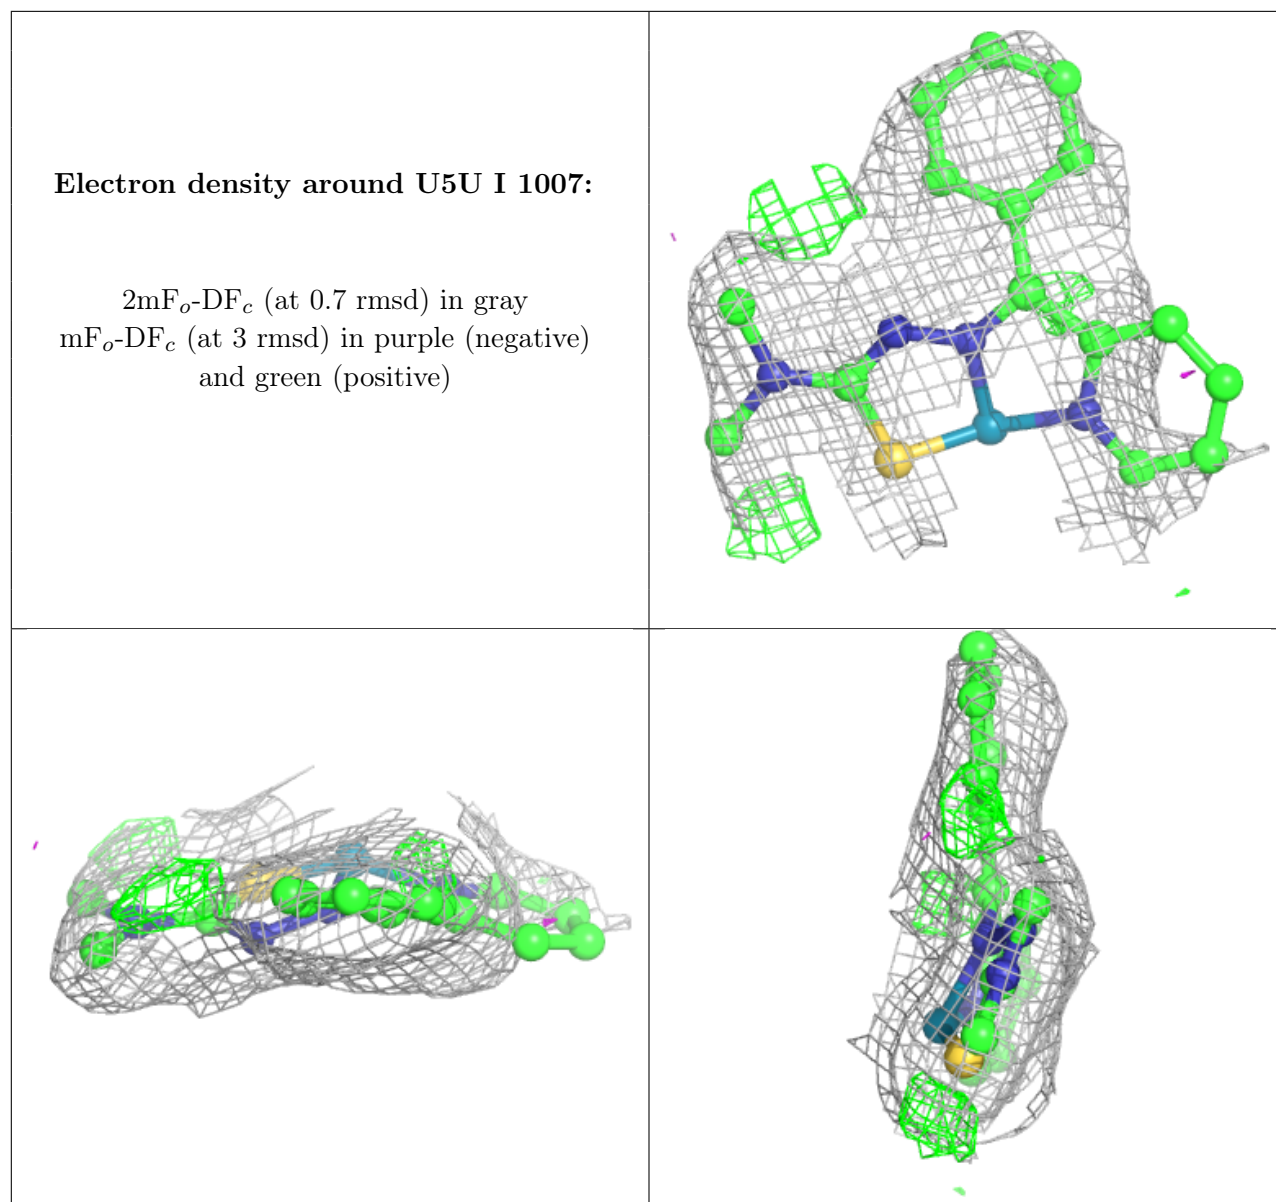 Electron density around U5U I 1007:
2mFo-DFc (at 0.7 rmsd) in gray
mFo-DFc (at 3 rmsd) in purple (negative)
and green (positive)